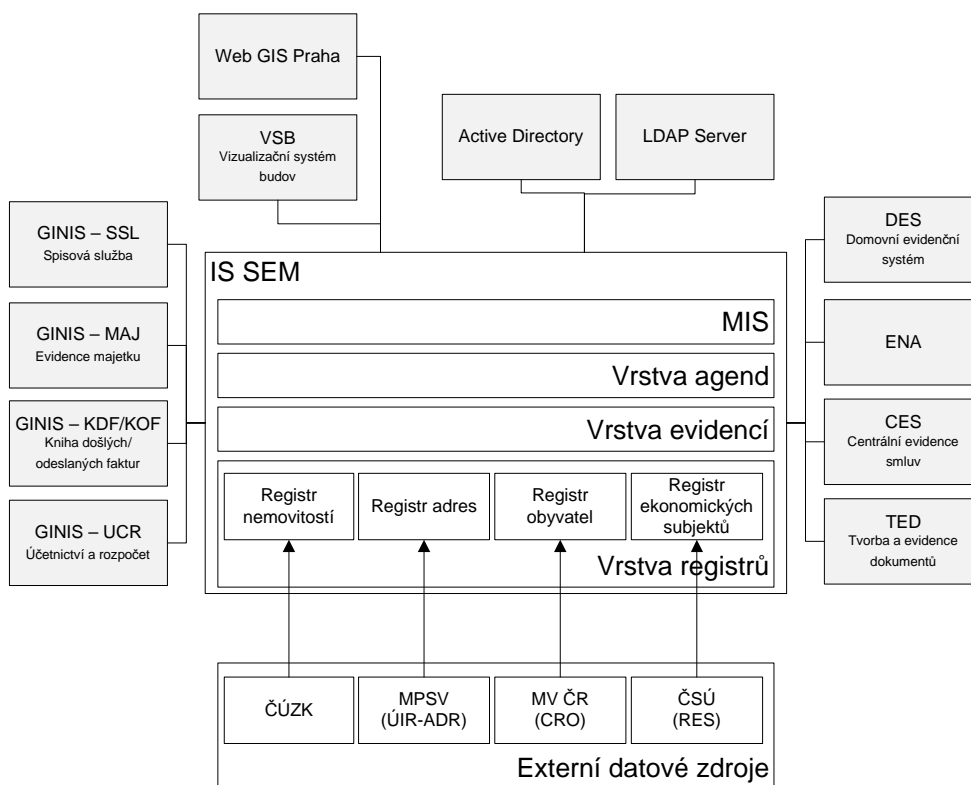 Web GIS Praha
VSB
Vizualizační systém
budov
Active Directory
LDAP Server
GINIS – SSL
Spisová služba
GINIS – MAJ
Evidence majetku
GINIS – KDF/KOF
Kniha došlých/
odeslaných faktur
GINIS – UCR
Účetnictví a rozpočet
IS SEM
MIS
Vrstva agend
Vrstva evidencí
Registr
nemovitostí
Registr adres
Registr
obyvatel
Registr
ekonomických
subjektů
Vrstva registrů
DES
Domovní evidenční
systém
ENA
CES
Centrální evidence
smluv
TED
Tvorba a evidence
dokumentů
ČÚZK
MPSV
(ÚIR-ADR)
MV ČR
(CRO)
ČSÚ
(RES)
Externí datové zdroje